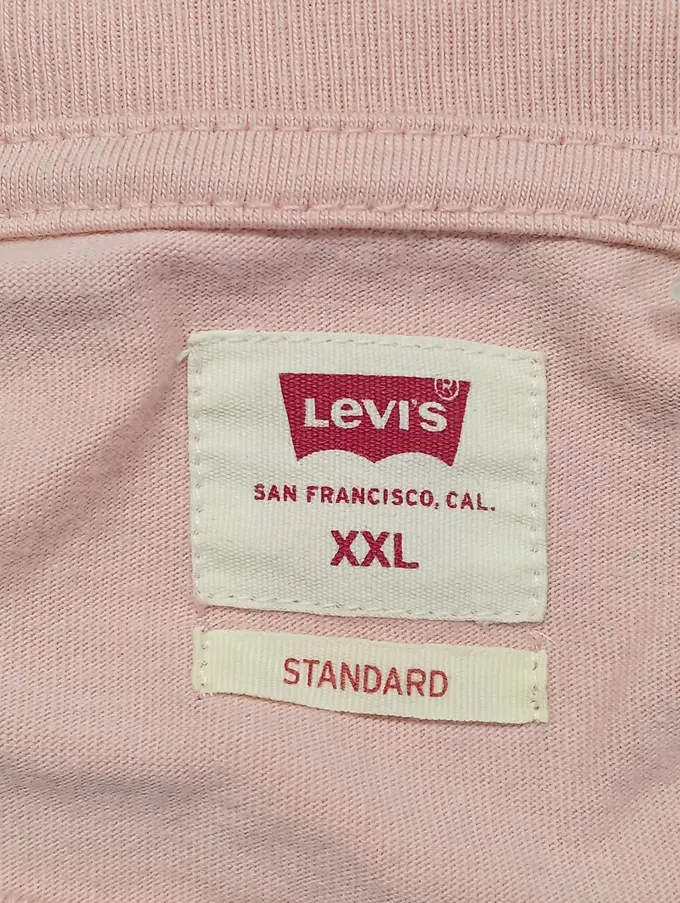 LEVI'S®
SAN FRANCISCO, CAL.
XXL
STANDARD